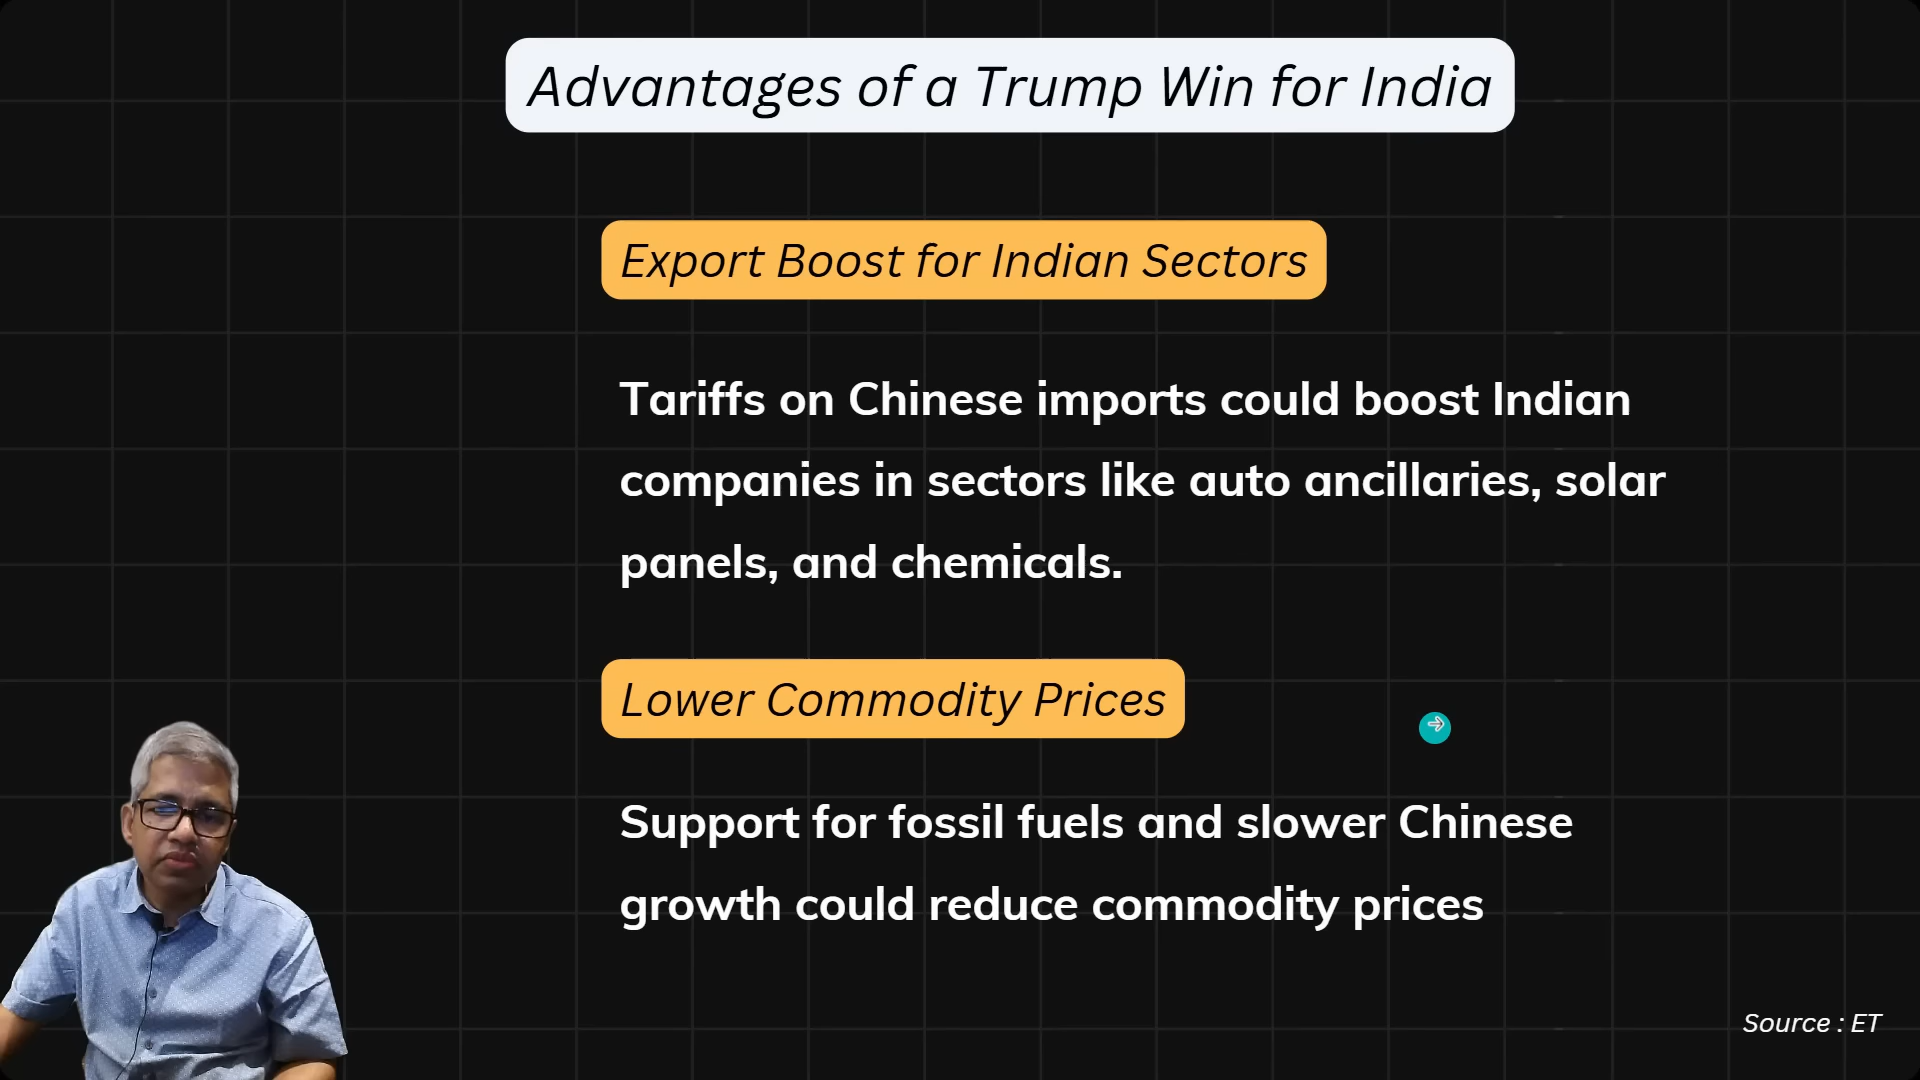 Advantages of a Trump Win for India
Export Boost for Indian Sectors
Tariffs on Chinese imports could boost Indian
companies in sectors like auto ancillaries, solar
panels, and chemicals.
Lower Commodity Prices
Support for fossil fuels and slower Chinese
growth could reduce commodity prices
Source : ET